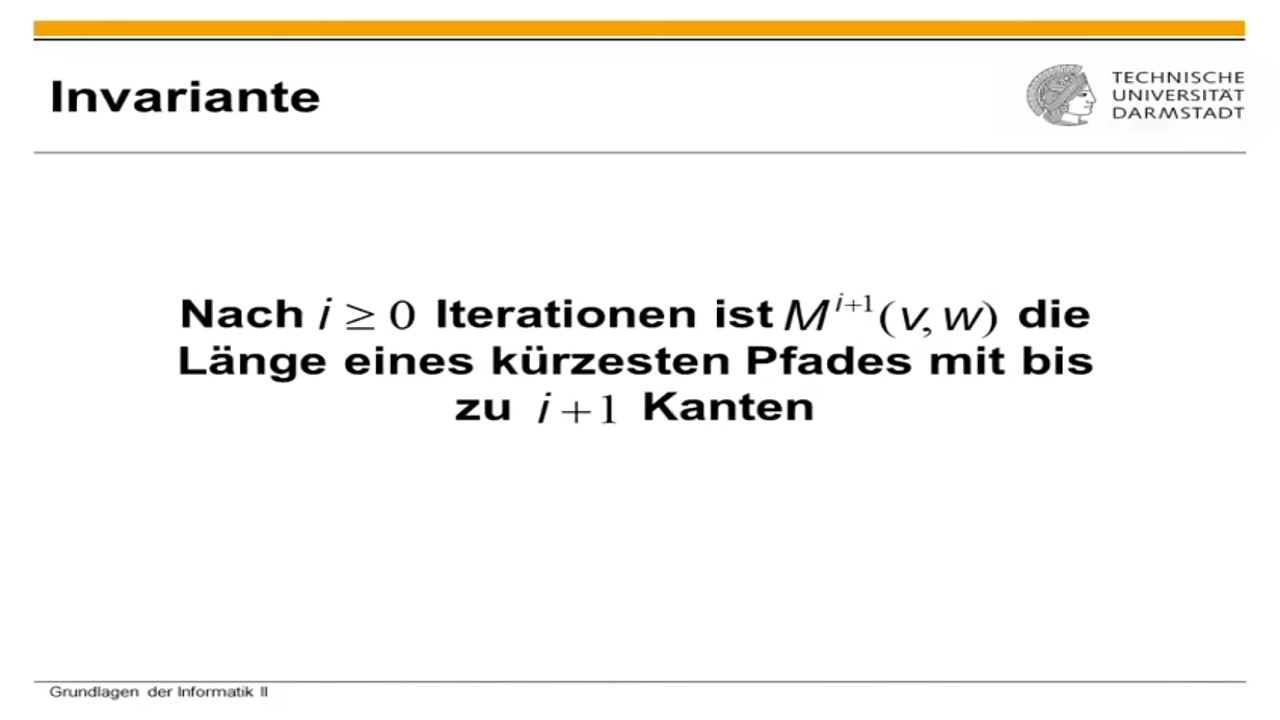 Invariante
TECHNISCHE
UNIVERSITÄT
DARMSTADT
Nach i ≥ 0 Iterationen ist M^{i+1}(v, w) die
Länge eines kürzesten Pfades mit bis
zu i + 1 Kanten
Grundlagen der Informatik II